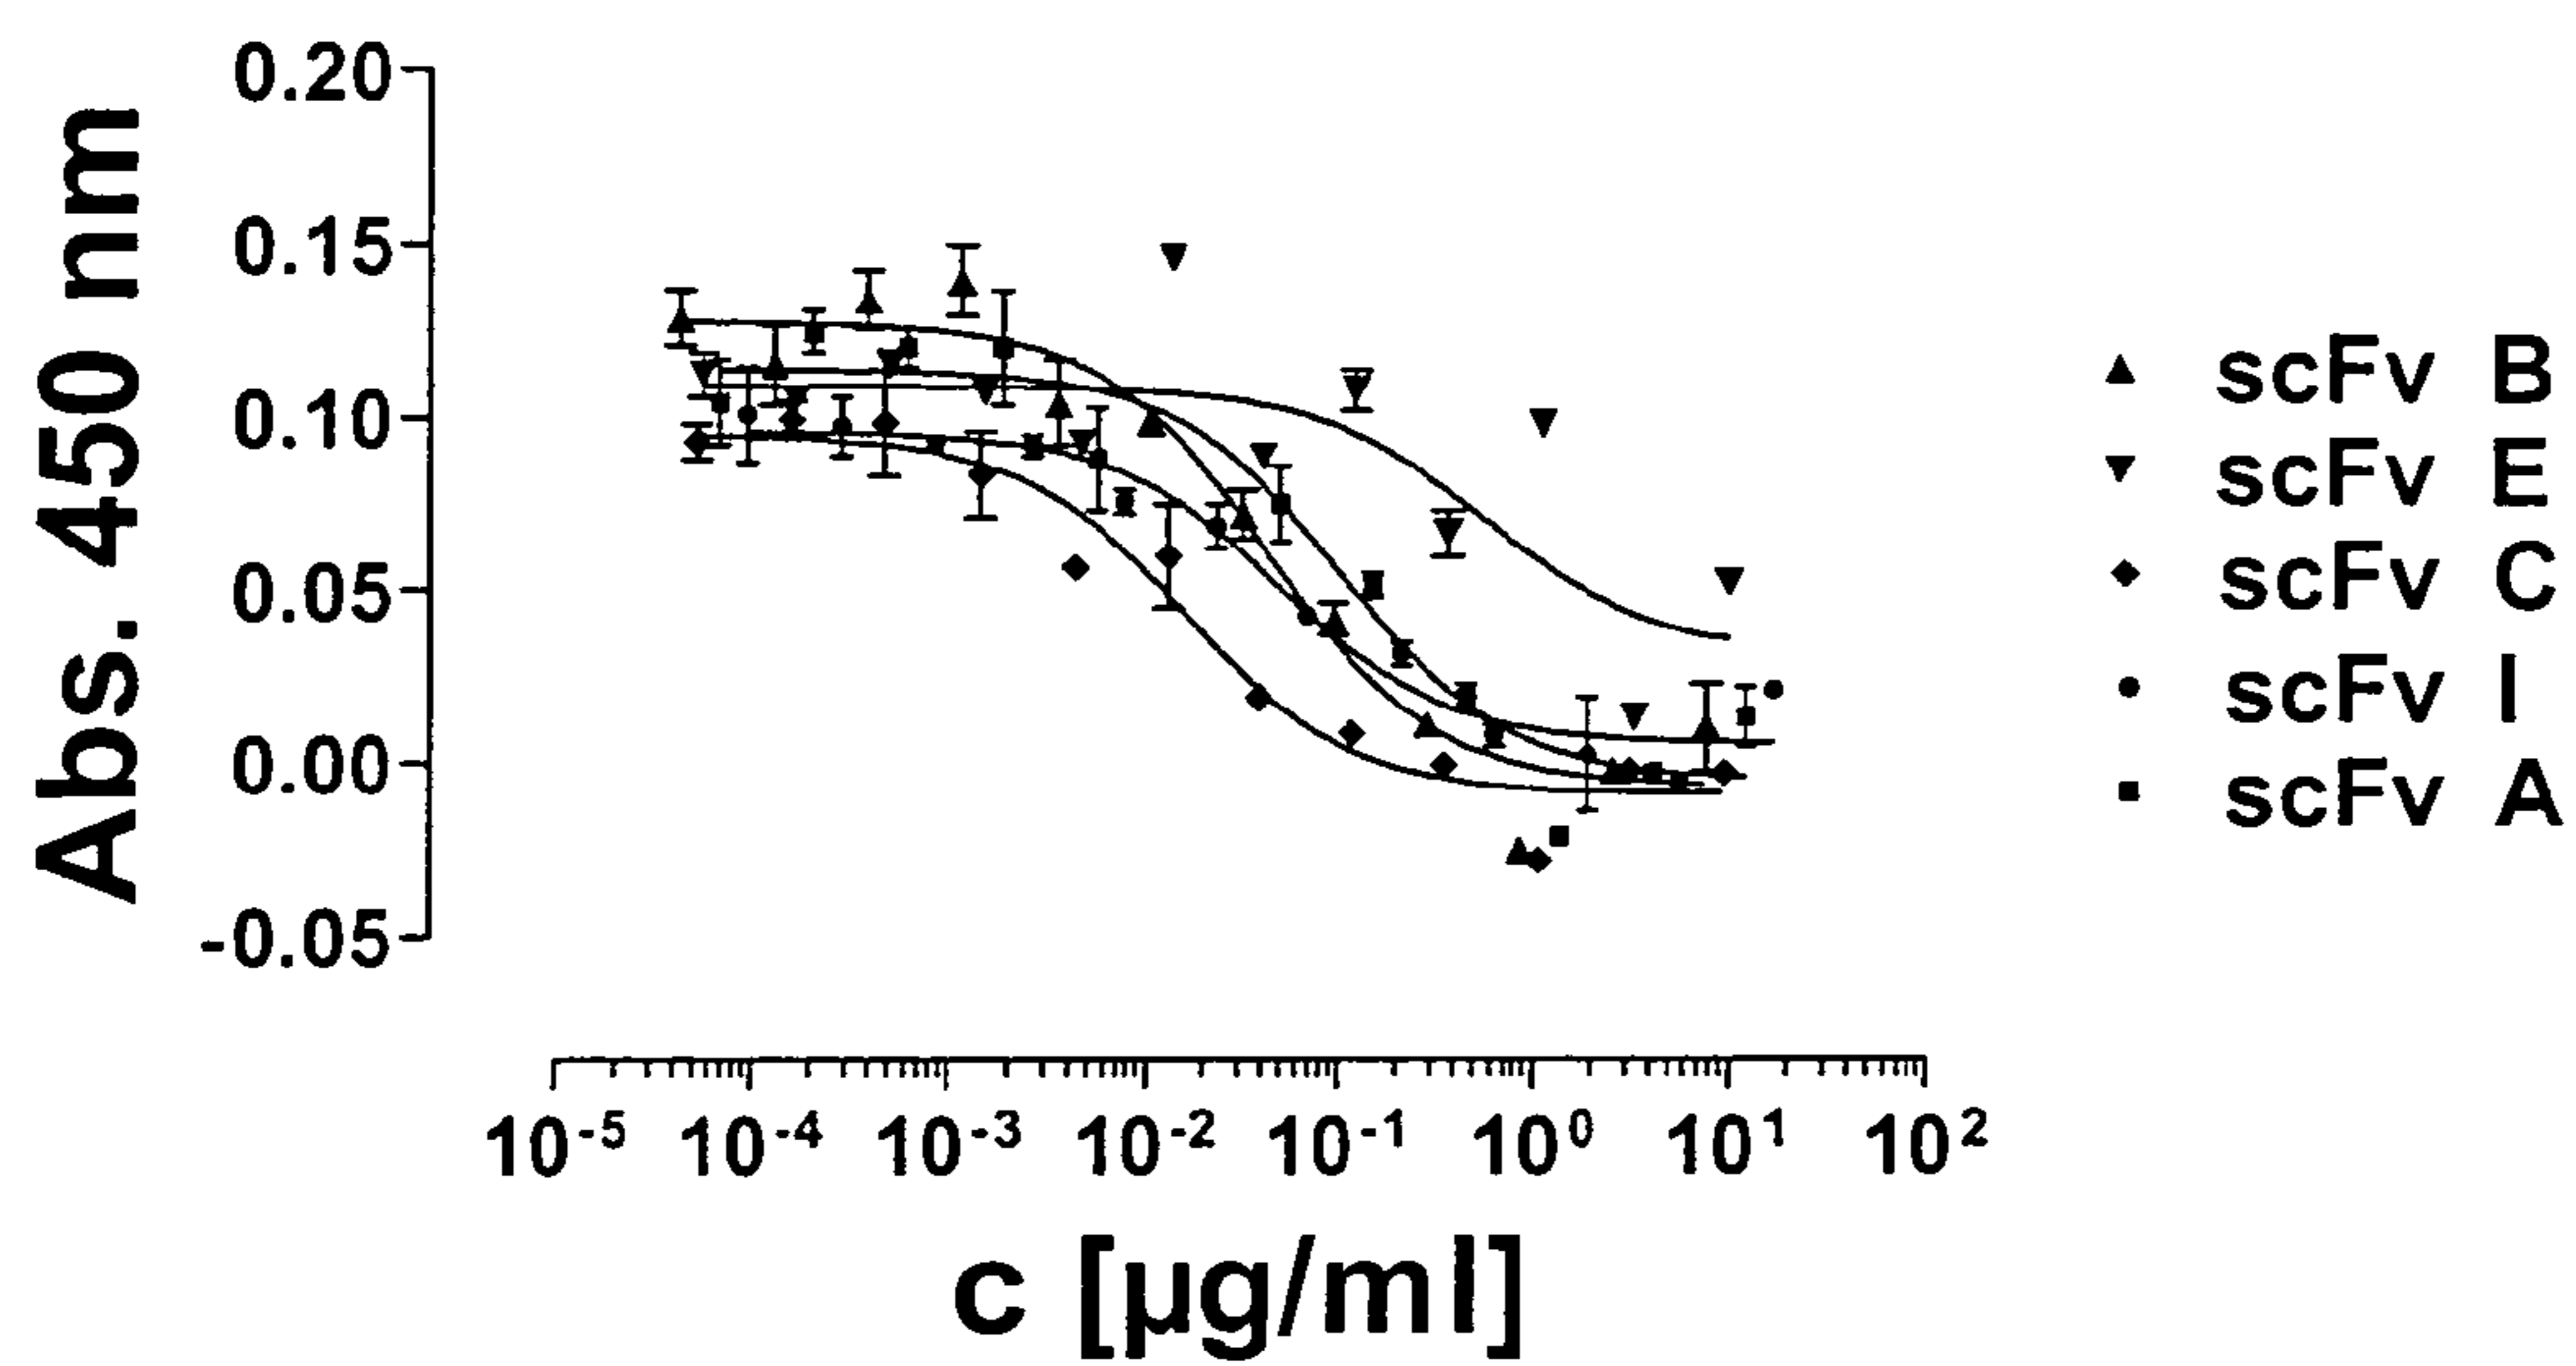 Abs. 450 nm
0.20
0.15
0.10
0.05
0.00
-0.05
10⁻⁵ 10⁻⁴ 10⁻³ 10⁻² 10⁻¹ 10⁰ 10¹ 10²
c [µg/ml]
scFv B
scFv E
scFv C
scFv I
scFv A